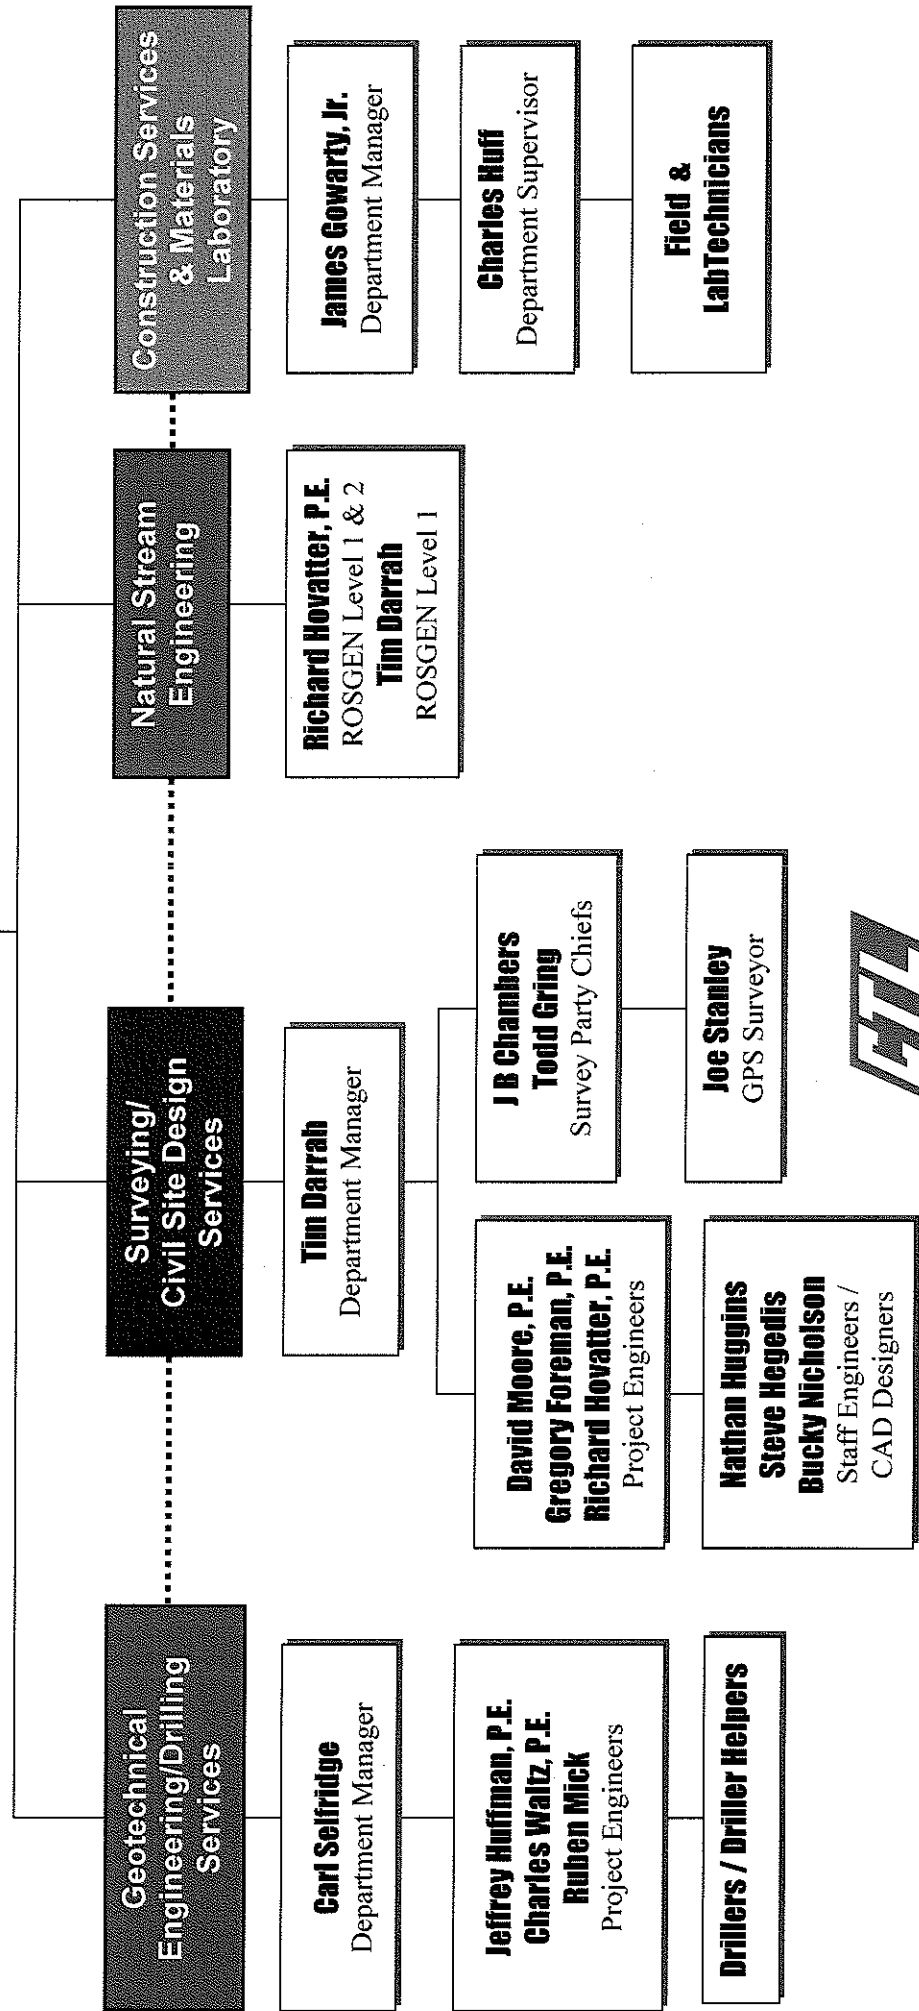 Geotechnical
Engineering/Drilling
Services
Carl Selfridge
Department Manager
Jeffrey Huffman, P.E.
Charles Waltz, P.E.
Ruben Mick
Project Engineers
Drillers / Driller Helpers
Surveying/
Civil Site Design
Services
Tim Darrah
Department Manager
David Moore, P.E.
Gregory Foreman, P.E.
Richard Hovatter, P.E.
Project Engineers
Nathan Huggins
Steve Hegedis
Bucky Nicholson
Staff Engineers /
CAD Designers
J B Chambers
Todd Gring
Survey Party Chiefs
Joe Stanley
GPS Surveyor
Natural Stream
Engineering
Richard Hovatter, P.E.
ROSGEN Level 1 & 2
Tim Darrah
ROSGEN Level 1
Construction Services
& Materials
Laboratory
James Gowarty, Jr.
Department Manager
Charles Huff
Department Supervisor
Field &
LabTechnicians
CTL